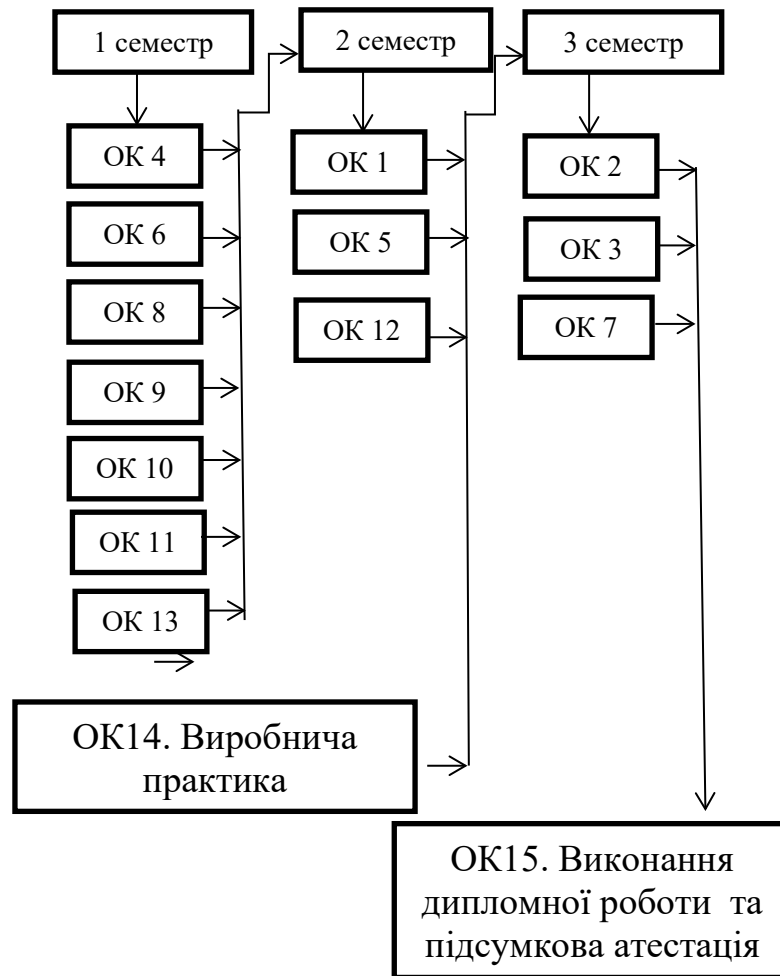 1 семестр
2 семестр
3 семестр
ОК 4
ОК 6
ОК 8
ОК 9
ОК 10
ОК 11
ОК 13
ОК 1
ОК 5
ОК 12
ОК 2
ОК 3
ОК 7
ОК14. Виробнича
практика
ОК15. Виконання
дипломної роботи та
підсумкова атестація